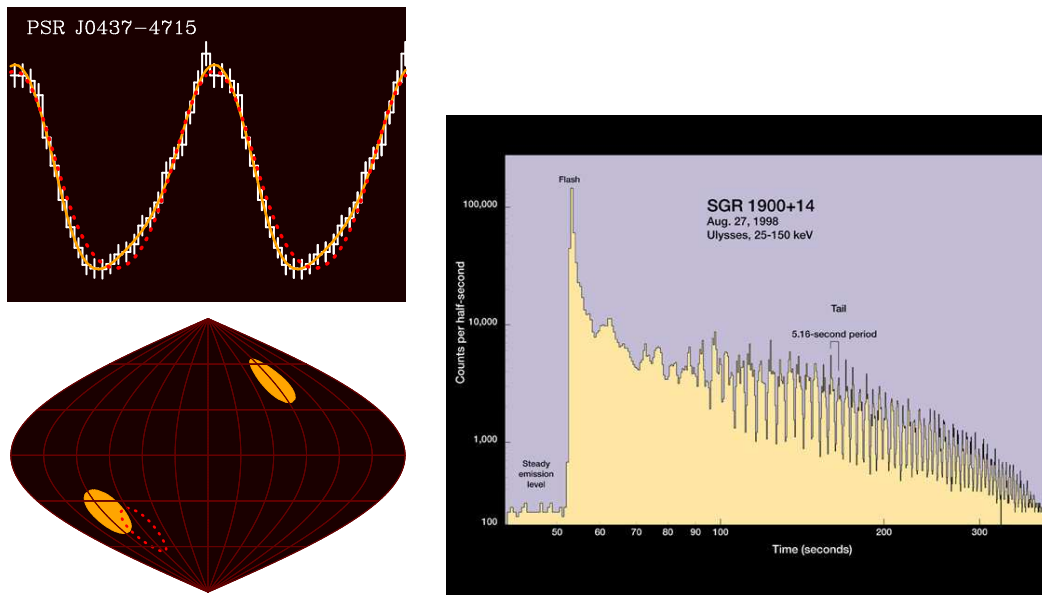 PSR J0437−4715
Flash
SGR 1900+14
Aug. 27, 1998
Ulysses, 25-150 keV
100,000
Tail
10,000
5.16-second period
Counts per half-second
1,000
Steady
emission
level
100
50 60 70 80 90 100 200 300
Time (seconds)